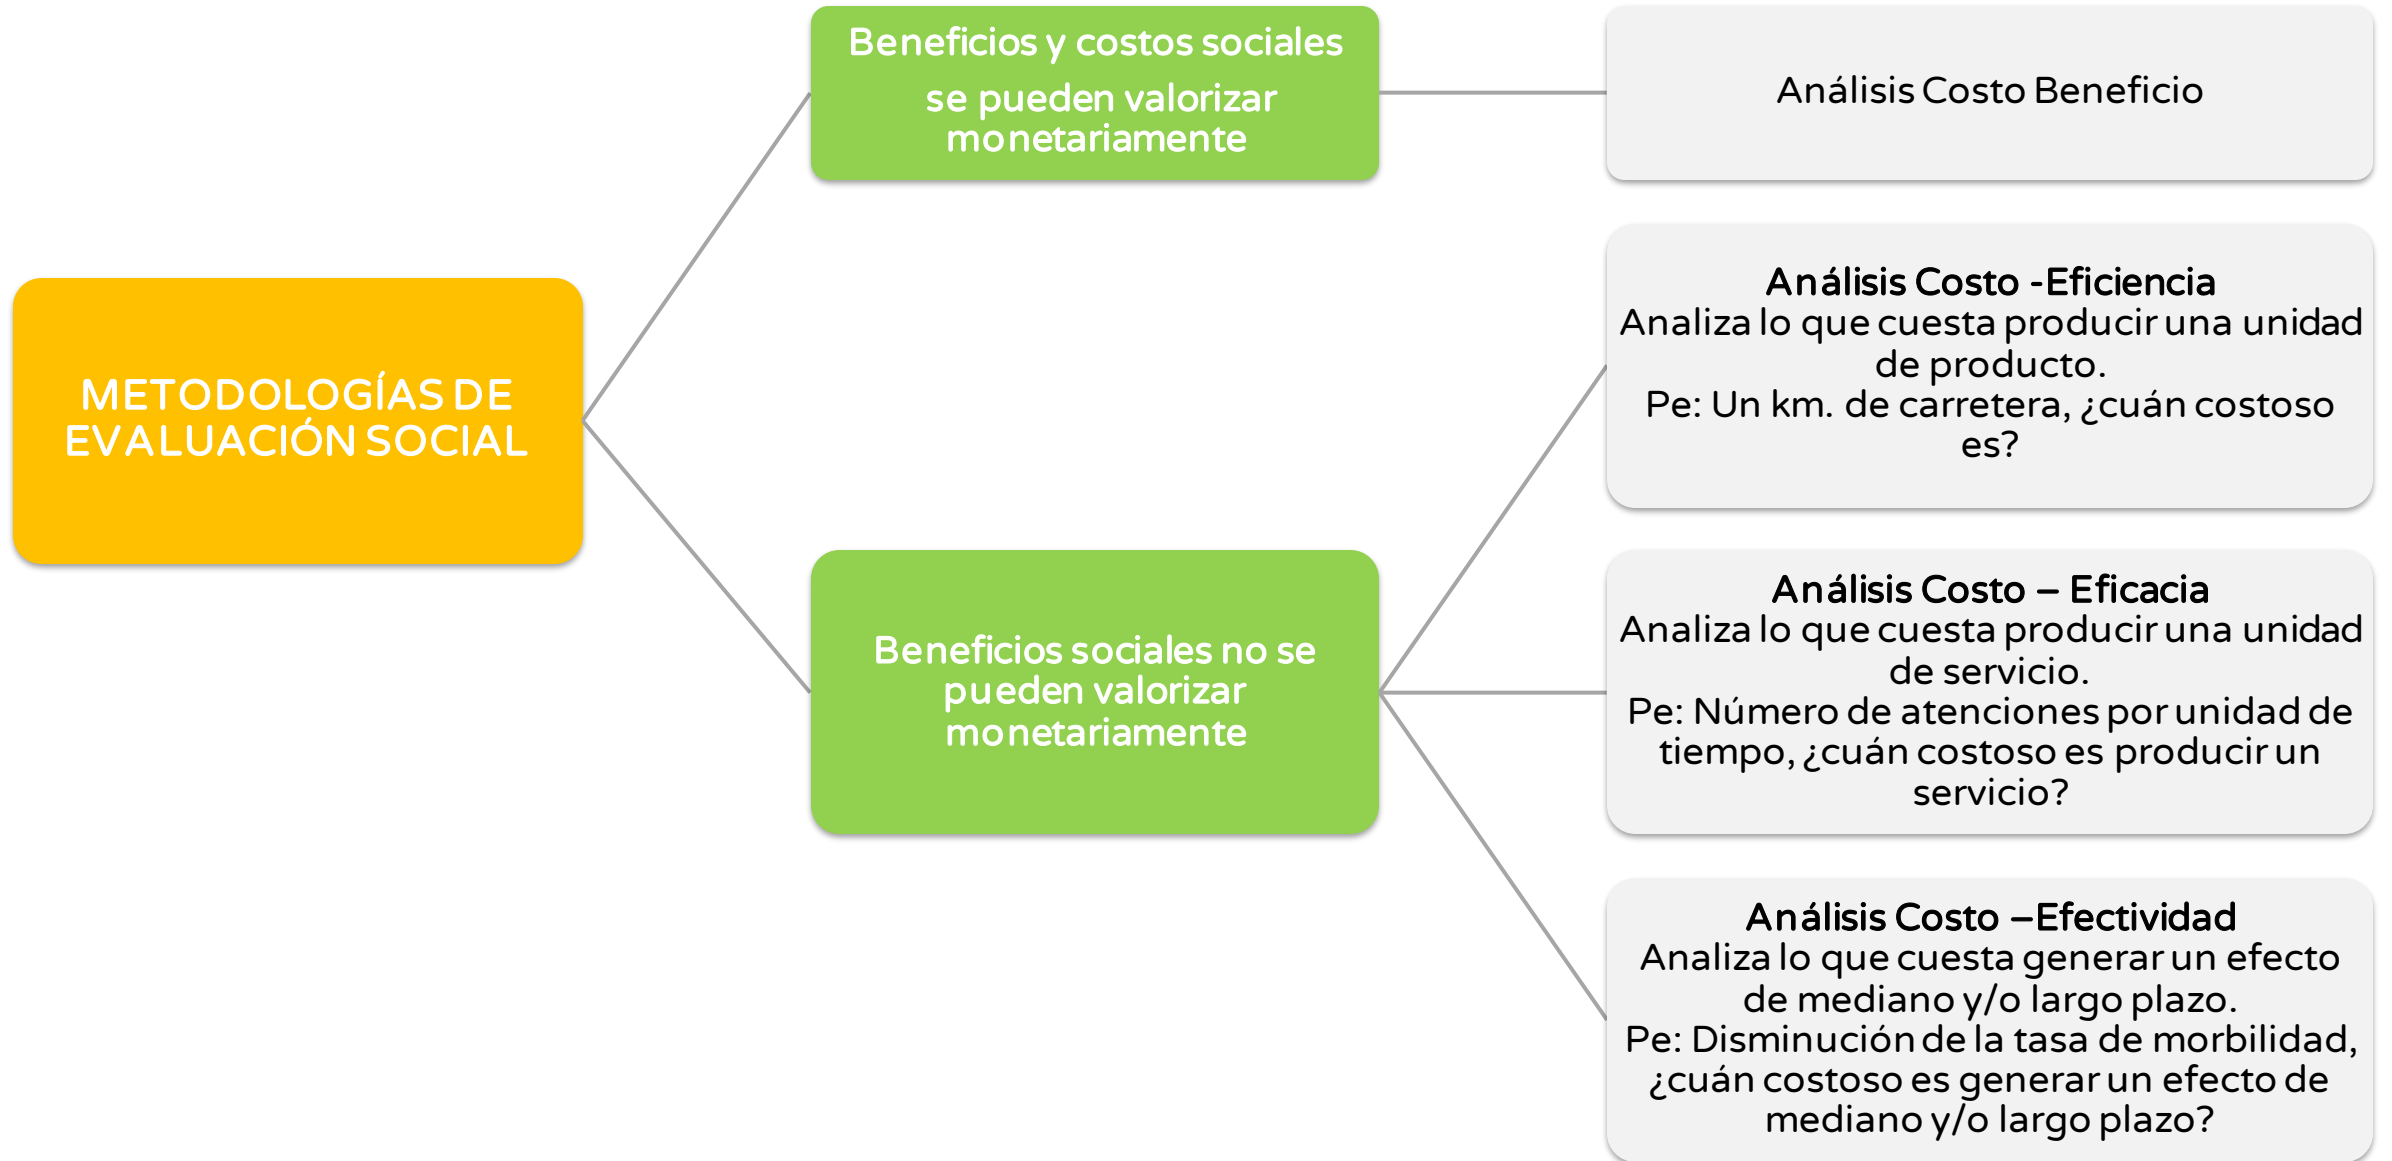 METODOLOGÍAS DE
EVALUACIÓN SOCIAL
Beneficios y costos sociales
se pueden valorizar
monetariamente
Análisis Costo Beneficio
Beneficios sociales no se
pueden valorizar
monetariamente
Análisis Costo -Eficiencia
Analiza lo que cuesta producir una unidad
de producto.
Pe: Un km. de carretera, ¿cuán costoso
es?
Análisis Costo – Eficacia
Analiza lo que cuesta producir una unidad
de servicio.
Pe: Número de atenciones por unidad de
tiempo, ¿cuán costoso es producir un
servicio?
Análisis Costo –Efectividad
Analiza lo que cuesta generar un efecto
de mediano y/o largo plazo.
Pe: Disminución de la tasa de morbilidad,
¿cuán costoso es generar un efecto de
mediano y/o largo plazo?